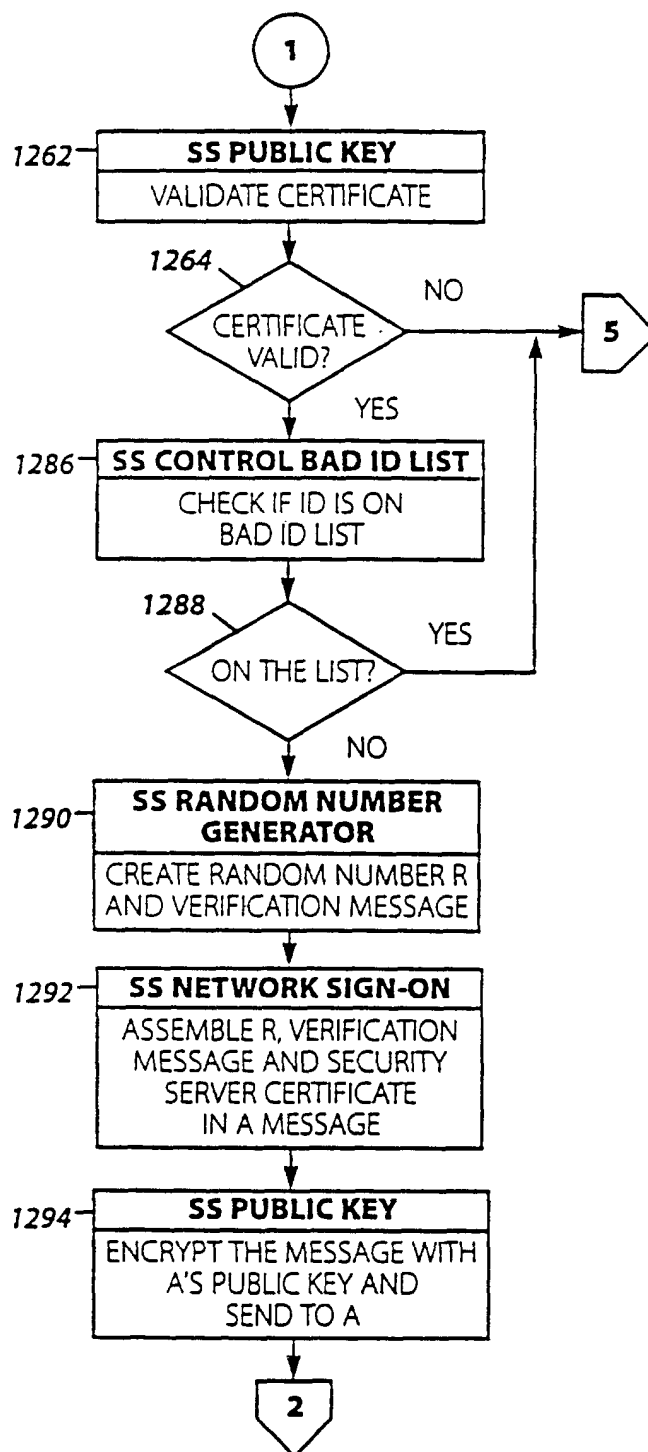 1
1262
SS PUBLIC KEY
VALIDATE CERTIFICATE
1264
CERTIFICATE
VALID?
NO
5
YES
1286
SS CONTROL BAD ID LIST
CHECK IF ID IS ON
BAD ID LIST
1288
ON THE LIST?
YES
NO
1290
SS RANDOM NUMBER
GENERATOR
CREATE RANDOM NUMBER R
AND VERIFICATION MESSAGE
1292
SS NETWORK SIGN-ON
ASSEMBLE R, VERIFICATION
MESSAGE AND SECURITY
SERVER CERTIFICATE
IN A MESSAGE
1294
SS PUBLIC KEY
ENCRYPT THE MESSAGE WITH
A'S PUBLIC KEY AND
SEND TO A
2